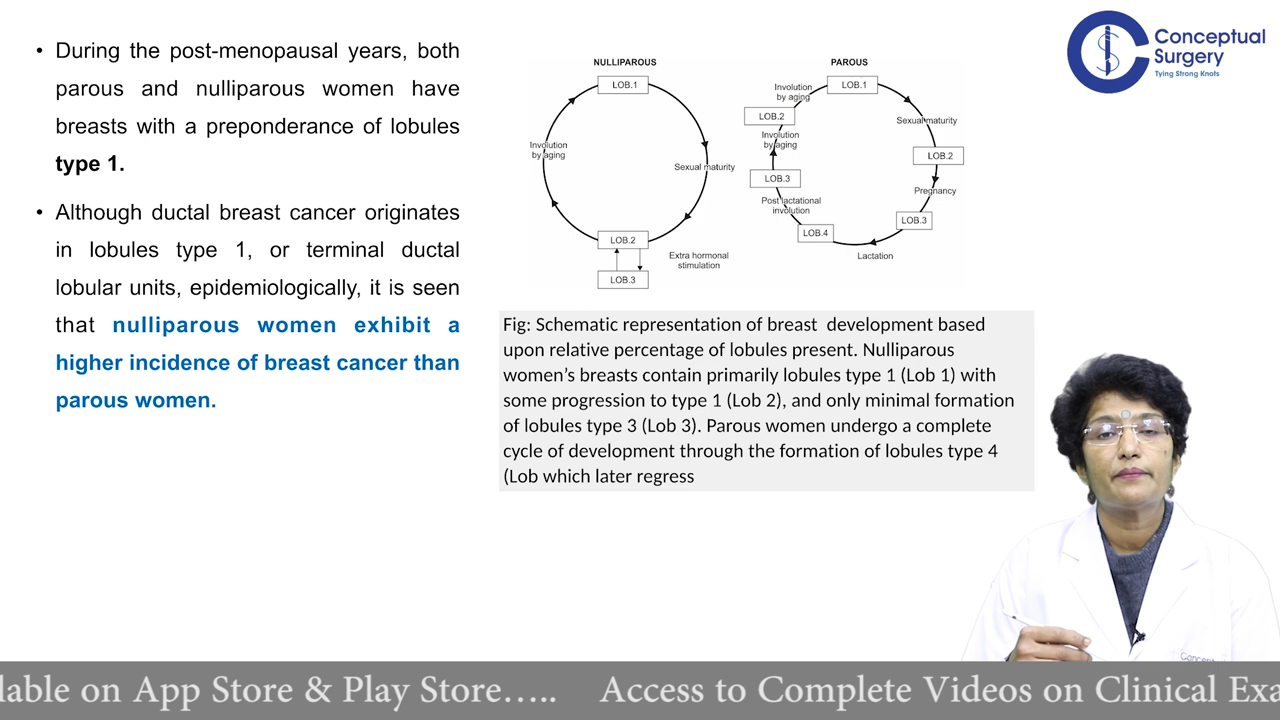 • During the post-menopausal years, both
parous and nulliparous women have
breasts with a preponderance of lobules
type 1.
• Although ductal breast cancer originates
in lobules type 1, or terminal ductal
lobular units, epidemiologically, it is seen
that nulliparous women exhibit a
higher incidence of breast cancer than
parous women.
NULLIPAROUS
LOB.1
Involution
by aging
Sexual maturity
LOB.2
Extra hormonal
stimulation
LOB.3
PAROUS
LOB.1
Involution
by aging
LOB.2
Sexual maturity
Involution
by aging
LOB.2
LOB.3
Pregnancy
Post lactational
involution
LOB.3
LOB.4
Lactation
Fig: Schematic representation of breast development based
upon relative percentage of lobules present. Nulliparous
women’s breasts contain primarily lobules type 1 (Lob 1) with
some progression to type 1 (Lob 2), and only minimal formation
of lobules type 3 (Lob 3). Parous women undergo a complete
cycle of development through the formation of lobules type 4
(Lob which later regress
Conceptual
Surgery
Tying Strong Knots
lable on App Store & Play Store….. Access to Complete Videos on Clinical Exa